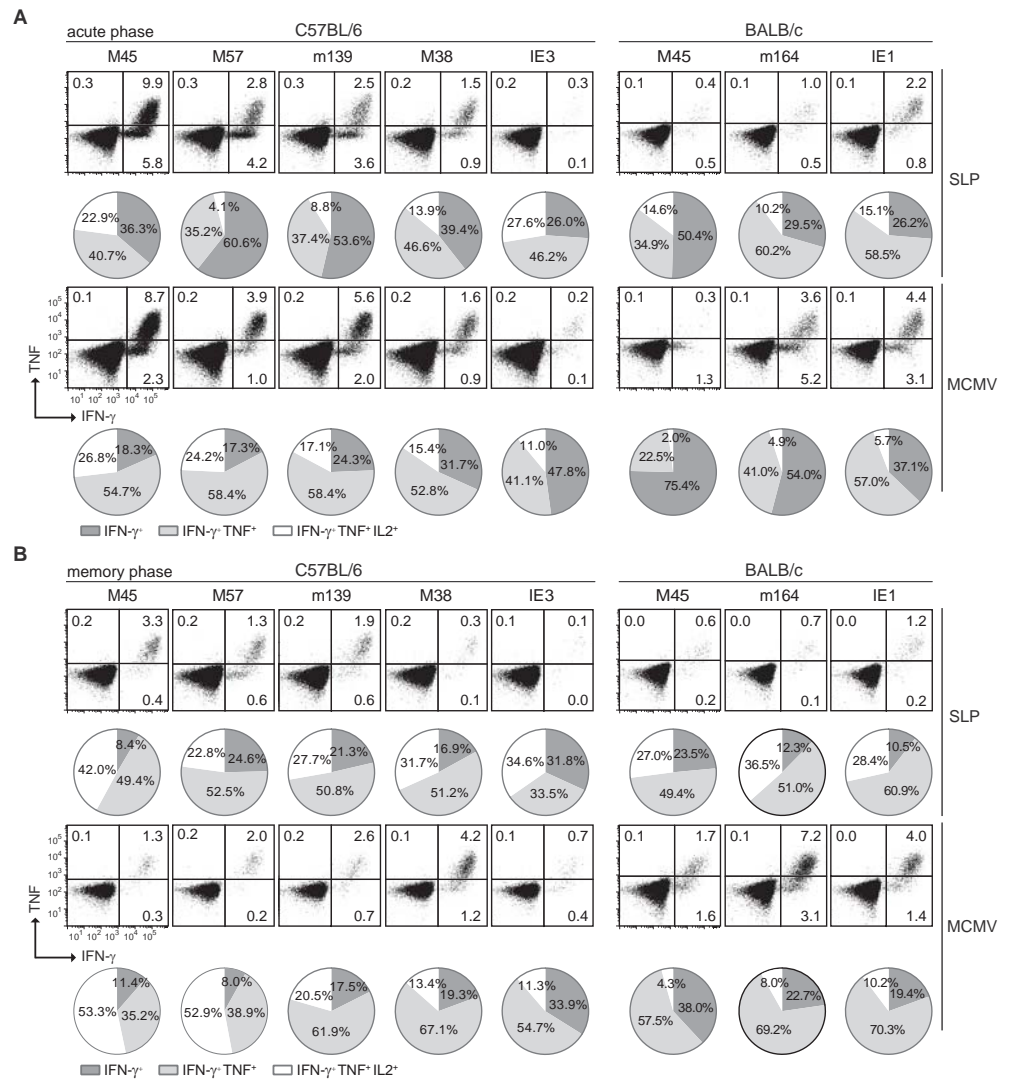 A
acute phase C57BL/6 BALB/c
M45 M57 m139 M38 IE3 M45 m164 IE1
0.3 9.9 0.3 2.8 0.3 2.5 0.2 1.5 0.2 0.3 0.1 0.4 0.1 1.0 0.1 2.2
5.8 4.2 3.6 0.9 0.1 0.5 0.5 0.8
SLP
22.9% 36.3% 40.7%
4.1% 35.2% 60.6%
8.8% 37.4% 53.6%
13.9% 39.4% 46.6%
27.6% 26.0% 46.2%
14.6% 50.4% 34.9%
10.2% 29.5% 60.2%
15.1% 26.2% 58.5%
0.1 8.7 0.2 3.9 0.2 5.6 0.2 1.6 0.2 0.2 0.1 0.3 0.1 3.6 0.1 4.4
10⁵
10⁴
10³
10²
10¹
TNF
2.3 1.0 2.0 0.9 0.1 1.3 5.2 3.1
MCMV
10¹ 10² 10³ 10⁴ 10⁵
IFN-γ
26.8% 18.3% 54.7%
24.2% 17.3% 58.4%
17.1% 24.3% 58.4%
15.4% 31.7% 52.8%
11.0% 41.1% 47.8%
2.0% 22.5% 75.4%
4.9% 41.0% 54.0%
5.7% 37.1% 57.0%
IFN-γ⁺ IFN-γ⁺ TNF⁺ IFN-γ⁺ TNF⁺ IL2⁺
B
memory phase C57BL/6 BALB/c
M45 M57 m139 M38 IE3 M45 m164 IE1
0.2 3.3 0.2 1.3 0.2 1.9 0.2 0.3 0.1 0.1 0.0 0.6 0.0 0.7 0.0 1.2
0.4 0.6 0.6 0.1 0.0 0.2 0.1 0.2
SLP
8.4% 42.0% 49.4%
22.8% 24.6% 52.5%
27.7% 21.3% 50.8%
16.9% 31.7% 51.2%
34.6% 31.8% 33.5%
27.0% 23.5% 49.4%
12.3% 36.5% 51.0%
10.5% 28.4% 60.9%
0.1 1.3 0.2 2.0 0.2 2.6 0.1 4.2 0.1 0.7 0.1 1.7 0.1 7.2 0.0 4.0
10⁵
10⁴
10³
10²
10¹
TNF
0.3 0.2 0.7 1.2 0.4 1.6 3.1 1.4
MCMV
10¹ 10² 10³ 10⁴ 10⁵
IFN-γ
11.4% 53.3% 35.2%
8.0% 52.9% 38.9%
17.5% 20.5% 61.9%
13.4% 19.3% 67.1%
11.3% 33.9% 54.7%
4.3% 38.0% 57.5%
8.0% 22.7% 69.2%
10.2% 19.4% 70.3%
IFN-γ⁺ IFN-γ⁺ TNF⁺ IFN-γ⁺ TNF⁺ IL2⁺